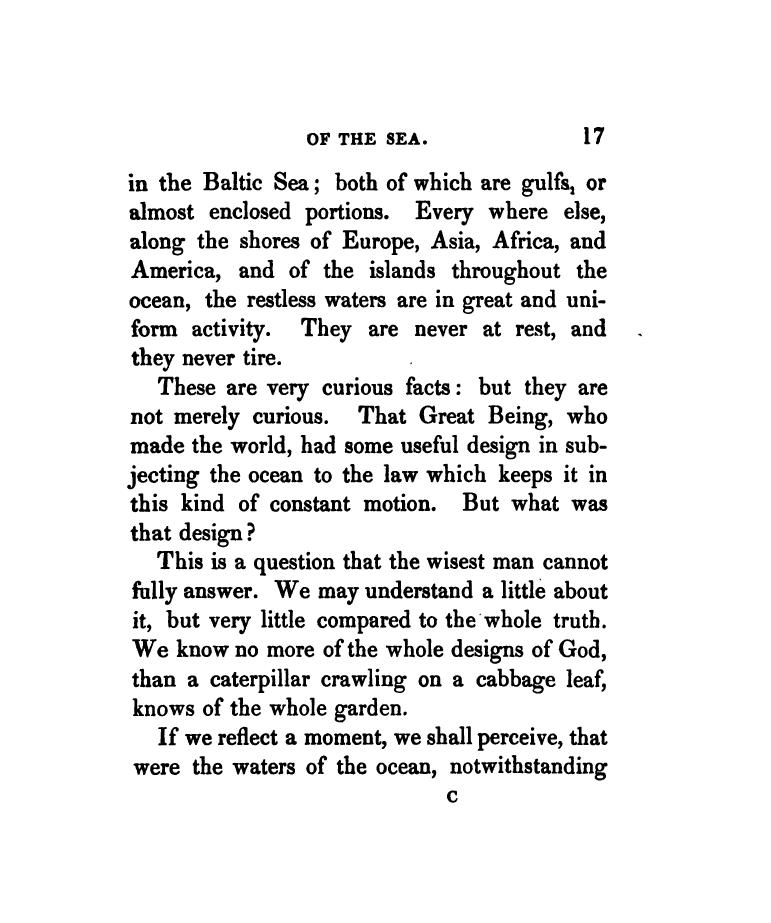 OF THE SEA. 17
in the Baltic Sea; both of which are gulfs, or
almost enclosed portions. Every where else,
along the shores of Europe, Asia, Africa, and
America, and of the islands throughout the
ocean, the restless waters are in great and uni-
form activity. They are never at rest, and
they never tire.
These are very curious facts: but they are
not merely curious. That Great Being, who
made the world, had some useful design in sub-
jecting the ocean to the law which keeps it in
this kind of constant motion. But what was
that design?
This is a question that the wisest man cannot
fully answer. We may understand a little about
it, but very little compared to the whole truth.
We know no more of the whole designs of God,
than a caterpillar crawling on a cabbage leaf,
knows of the whole garden.
If we reflect a moment, we shall perceive, that
were the waters of the ocean, notwithstanding
C